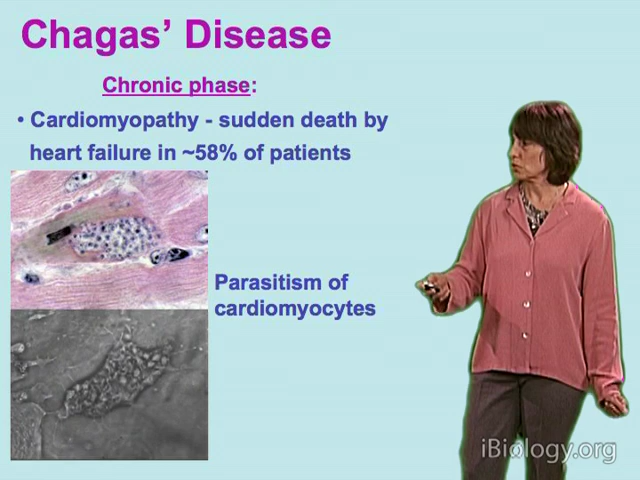 Chagas’ Disease
Chronic phase:
• Cardiomyopathy - sudden death by
heart failure in ~58% of patients
Parasitism of
cardiomyocytes
iBiology.org